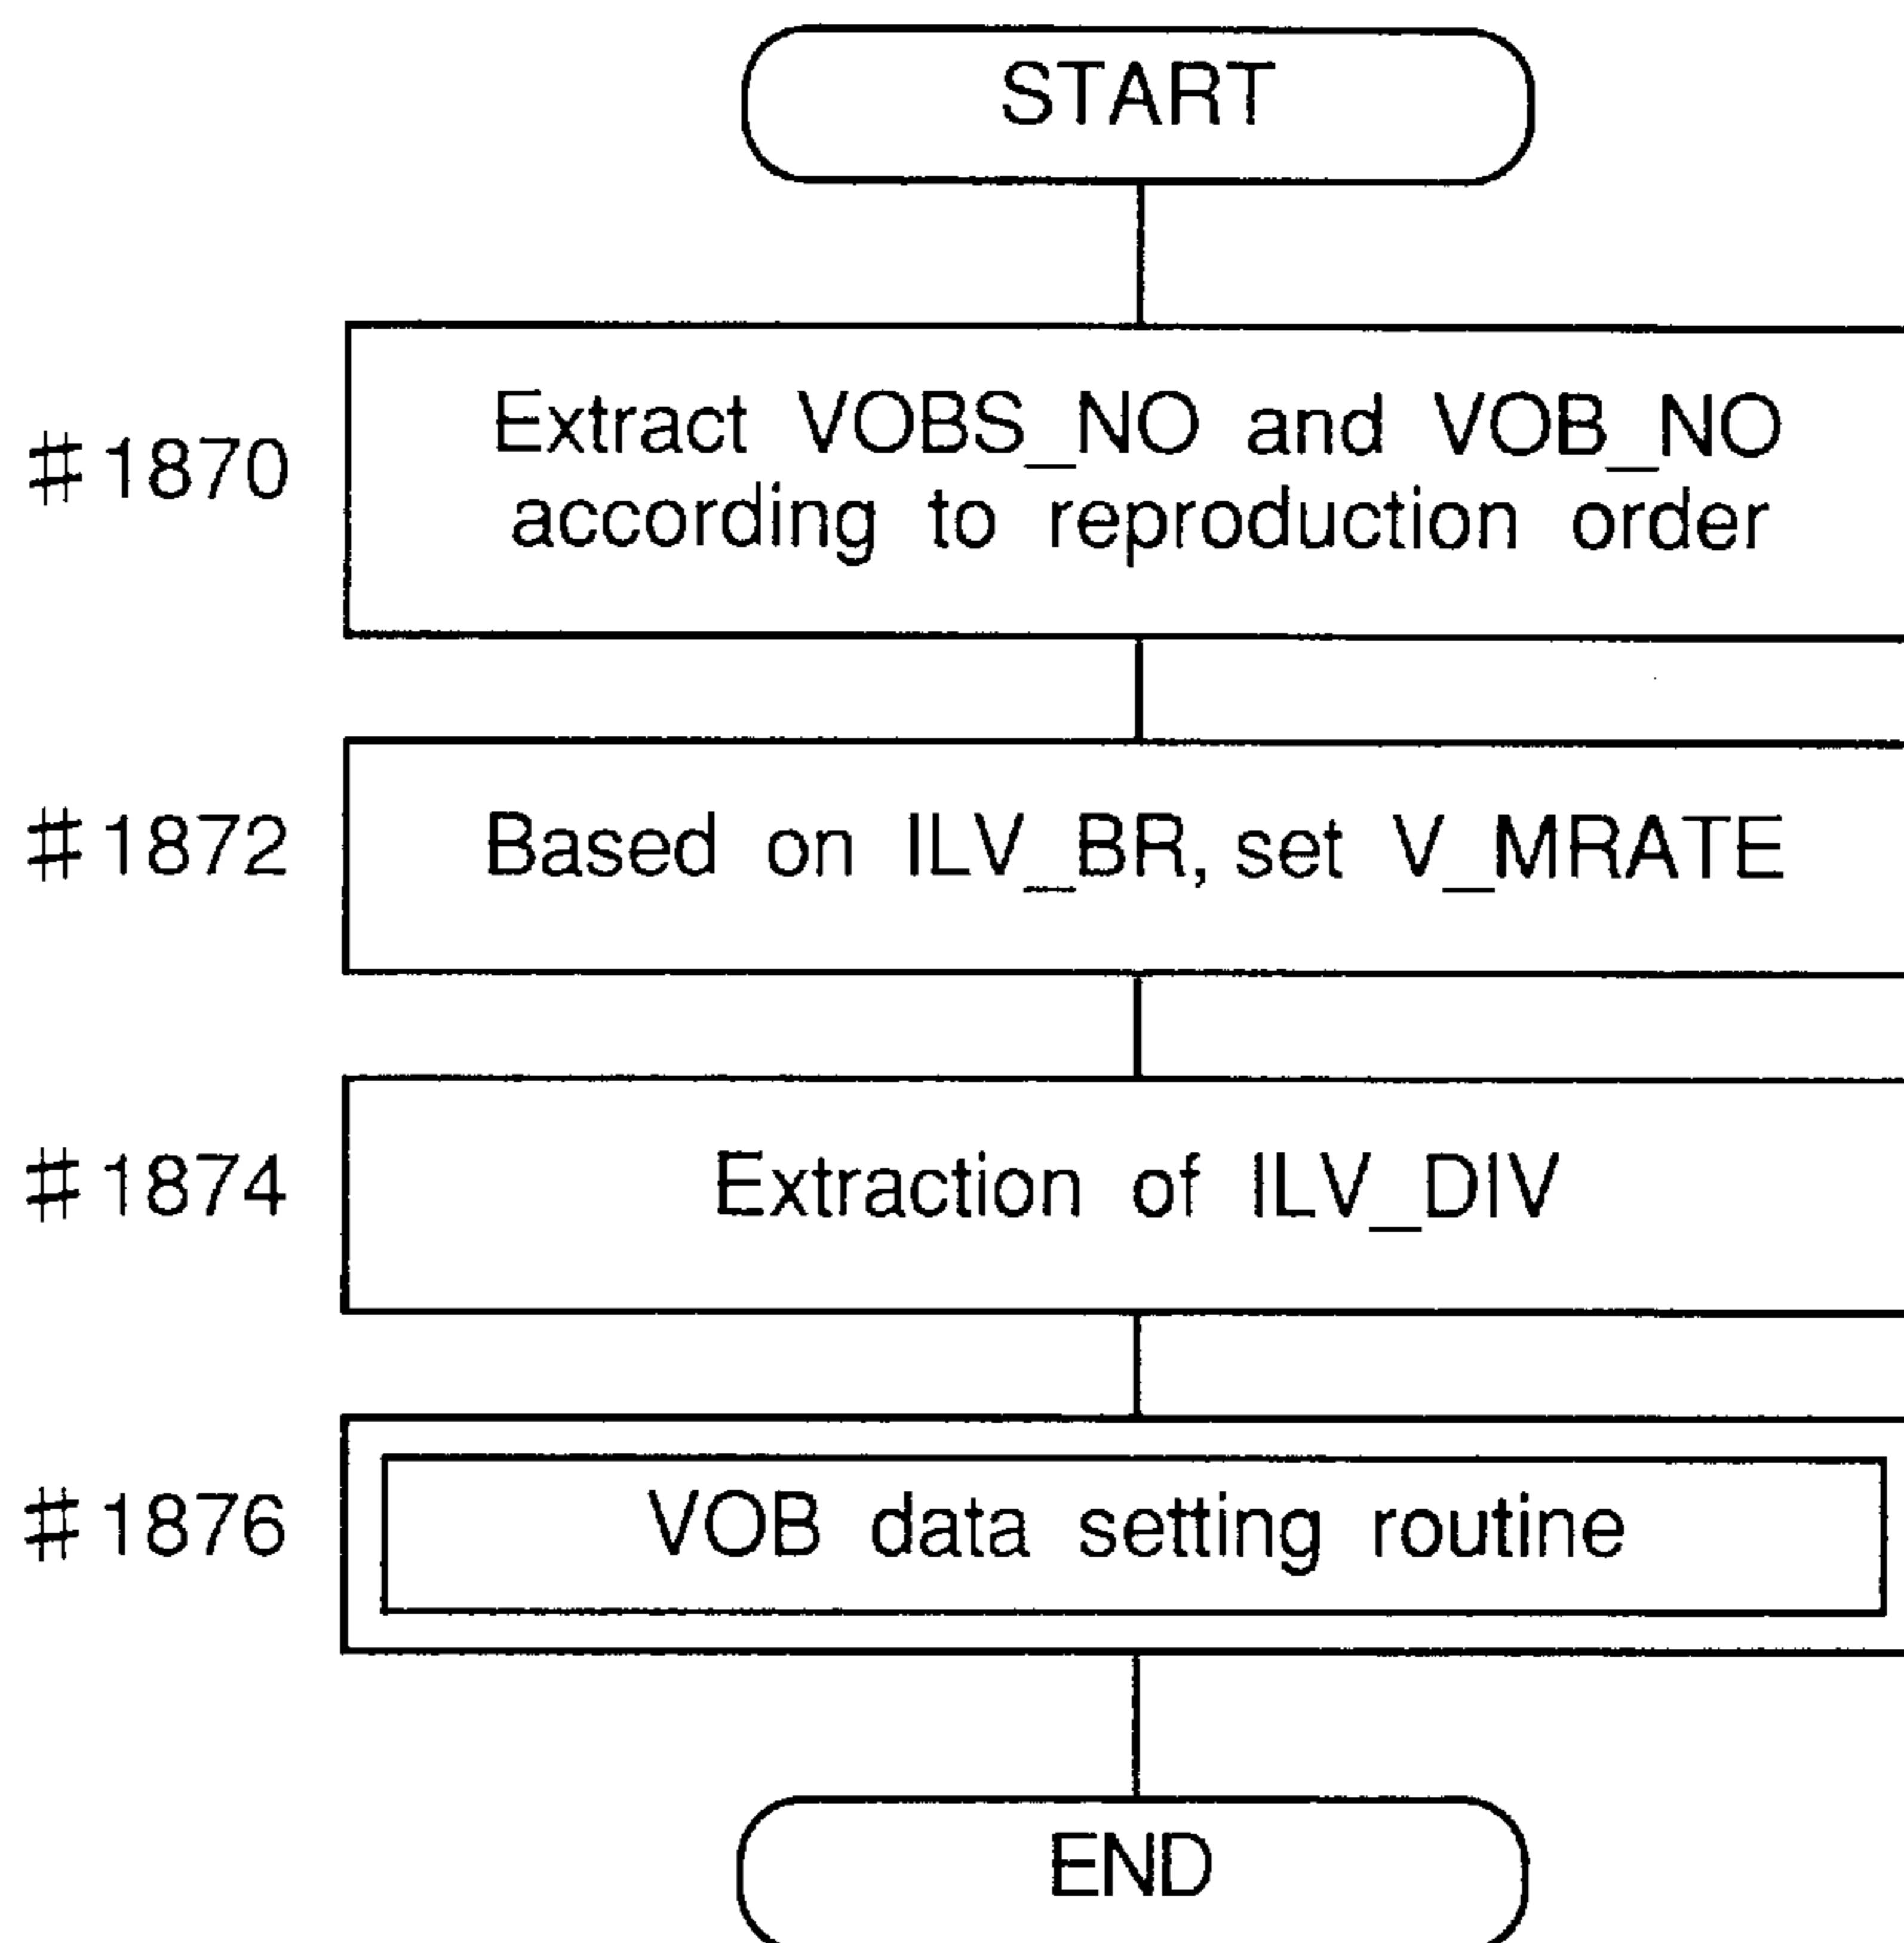 START
#1870
Extract VOBS_NO and VOB_NO
according to reproduction order
#1872
Based on ILV_BR, set V_MRATE
#1874
Extraction of ILV_DIV
#1876
VOB data setting routine
END